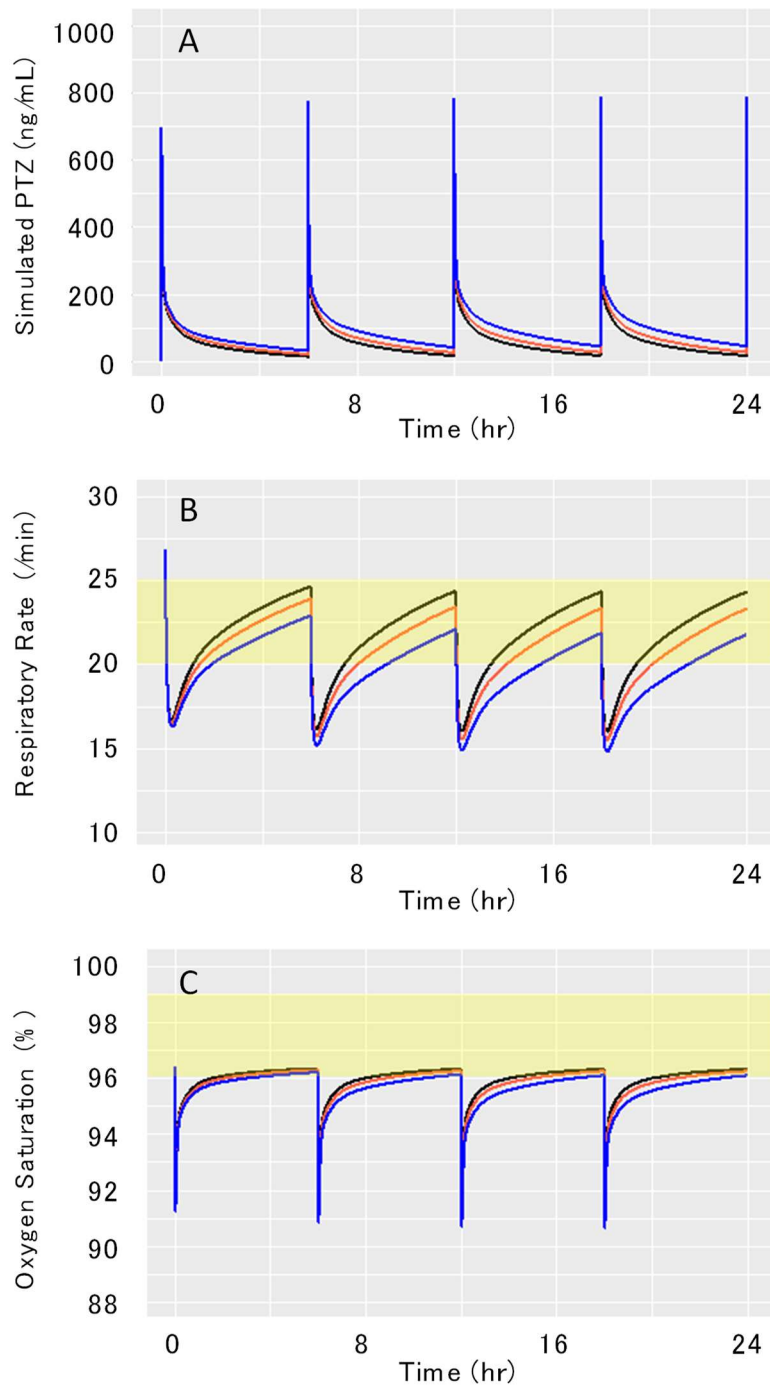 A
1000
800
600
400
200
0
Simulated PTZ (ng/mL)
0 8 16 24
Time (hr)
B
30
25
20
15
10
Respiratory Rate (/min)
0 8 16 24
Time (hr)
C
100
98
96
94
92
90
88
Oxygen Saturation (%)
0 8 16 24
Time (hr)